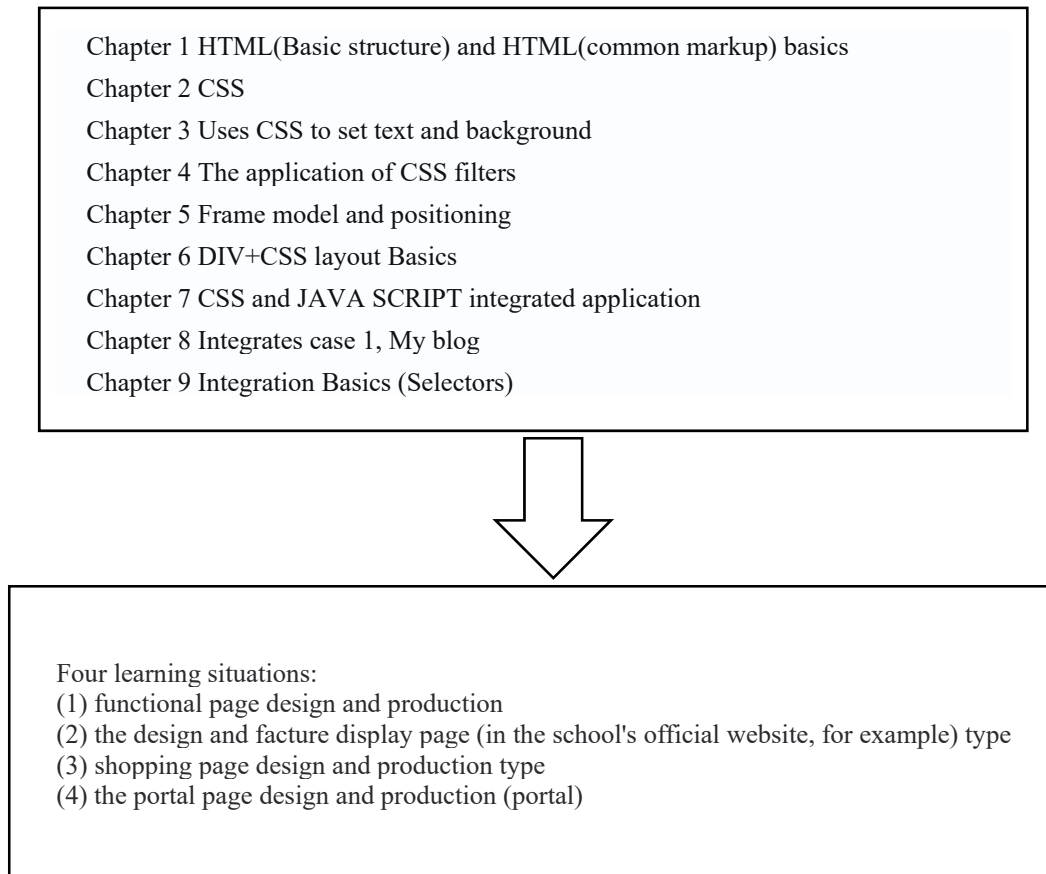 Chapter 1 HTML(Basic structure) and HTML(common markup) basics
Chapter 2 CSS
Chapter 3 Uses CSS to set text and background
Chapter 4 The application of CSS filters
Chapter 5 Frame model and positioning
Chapter 6 DIV+CSS layout Basics
Chapter 7 CSS and JAVA SCRIPT integrated application
Chapter 8 Integrates case 1, My blog
Chapter 9 Integration Basics (Selectors)
Four learning situations:
(1) functional page design and production
(2) the design and facture display page (in the school's official website, for example) type
(3) shopping page design and production type
(4) the portal page design and production (portal)